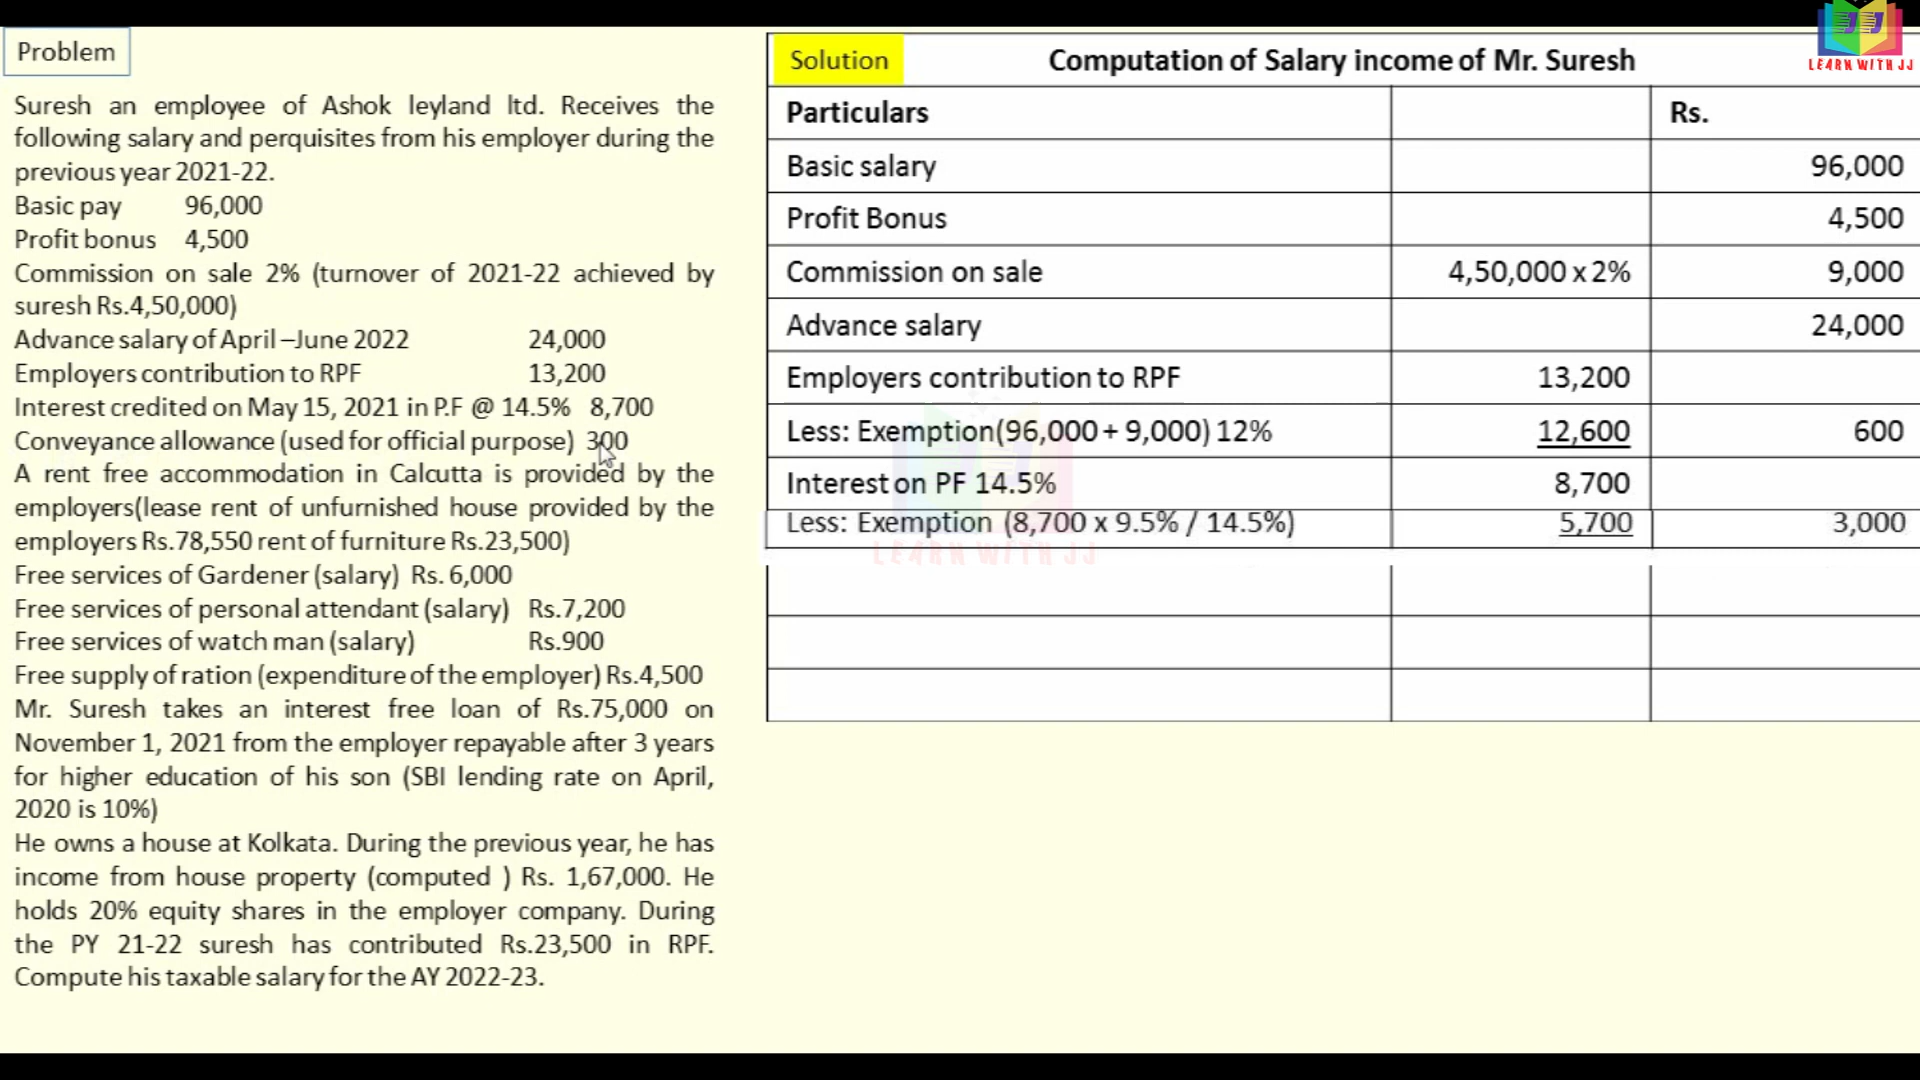 Problem
Suresh an employee of Ashok leyland ltd. Receives the
following salary and perquisites from his employer during the
previous year 2021-22.
Basic pay 96,000
Profit bonus 4,500
Commission on sale 2% (turnover of 2021-22 achieved by
suresh Rs.4,50,000)
Advance salary of April –June 2022 24,000
Employers contribution to RPF 13,200
Interest credited on May 15, 2021 in P.F @ 14.5% 8,700
Conveyance allowance (used for official purpose) 300
A rent free accommodation in Calcutta is provided by the
employers(lease rent of unfurnished house provided by the
employers Rs.78,550 rent of furniture Rs.23,500)
Free services of Gardener (salary) Rs. 6,000
Free services of personal attendant (salary) Rs.7,200
Free services of watch man (salary) Rs.900
Free supply of ration (expenditure of the employer) Rs.4,500
Mr. Suresh takes an interest free loan of Rs.75,000 on
November 1, 2021 from the employer repayable after 3 years
for higher education of his son (SBI lending rate on April,
2020 is 10%)
He owns a house at Kolkata. During the previous year, he has
income from house property (computed ) Rs. 1,67,000. He
holds 20% equity shares in the employer company. During
the PY 21-22 suresh has contributed Rs.23,500 in RPF.
Compute his taxable salary for the AY 2022-23.
Solution Computation of Salary income of Mr. Suresh
Particulars Rs.
Basic salary 96,000
Profit Bonus 4,500
Commission on sale 4,50,000 x 2% 9,000
Advance salary 24,000
Employers contribution to RPF 13,200
Less: Exemption(96,000 + 9,000) 12% 12,600 600
Interest on PF 14.5% 8,700
Less: Exemption (8,700 x 9.5% / 14.5%) 5,700 3,000
LEARN WITH JJ
JJ
LEARN WITH JJ